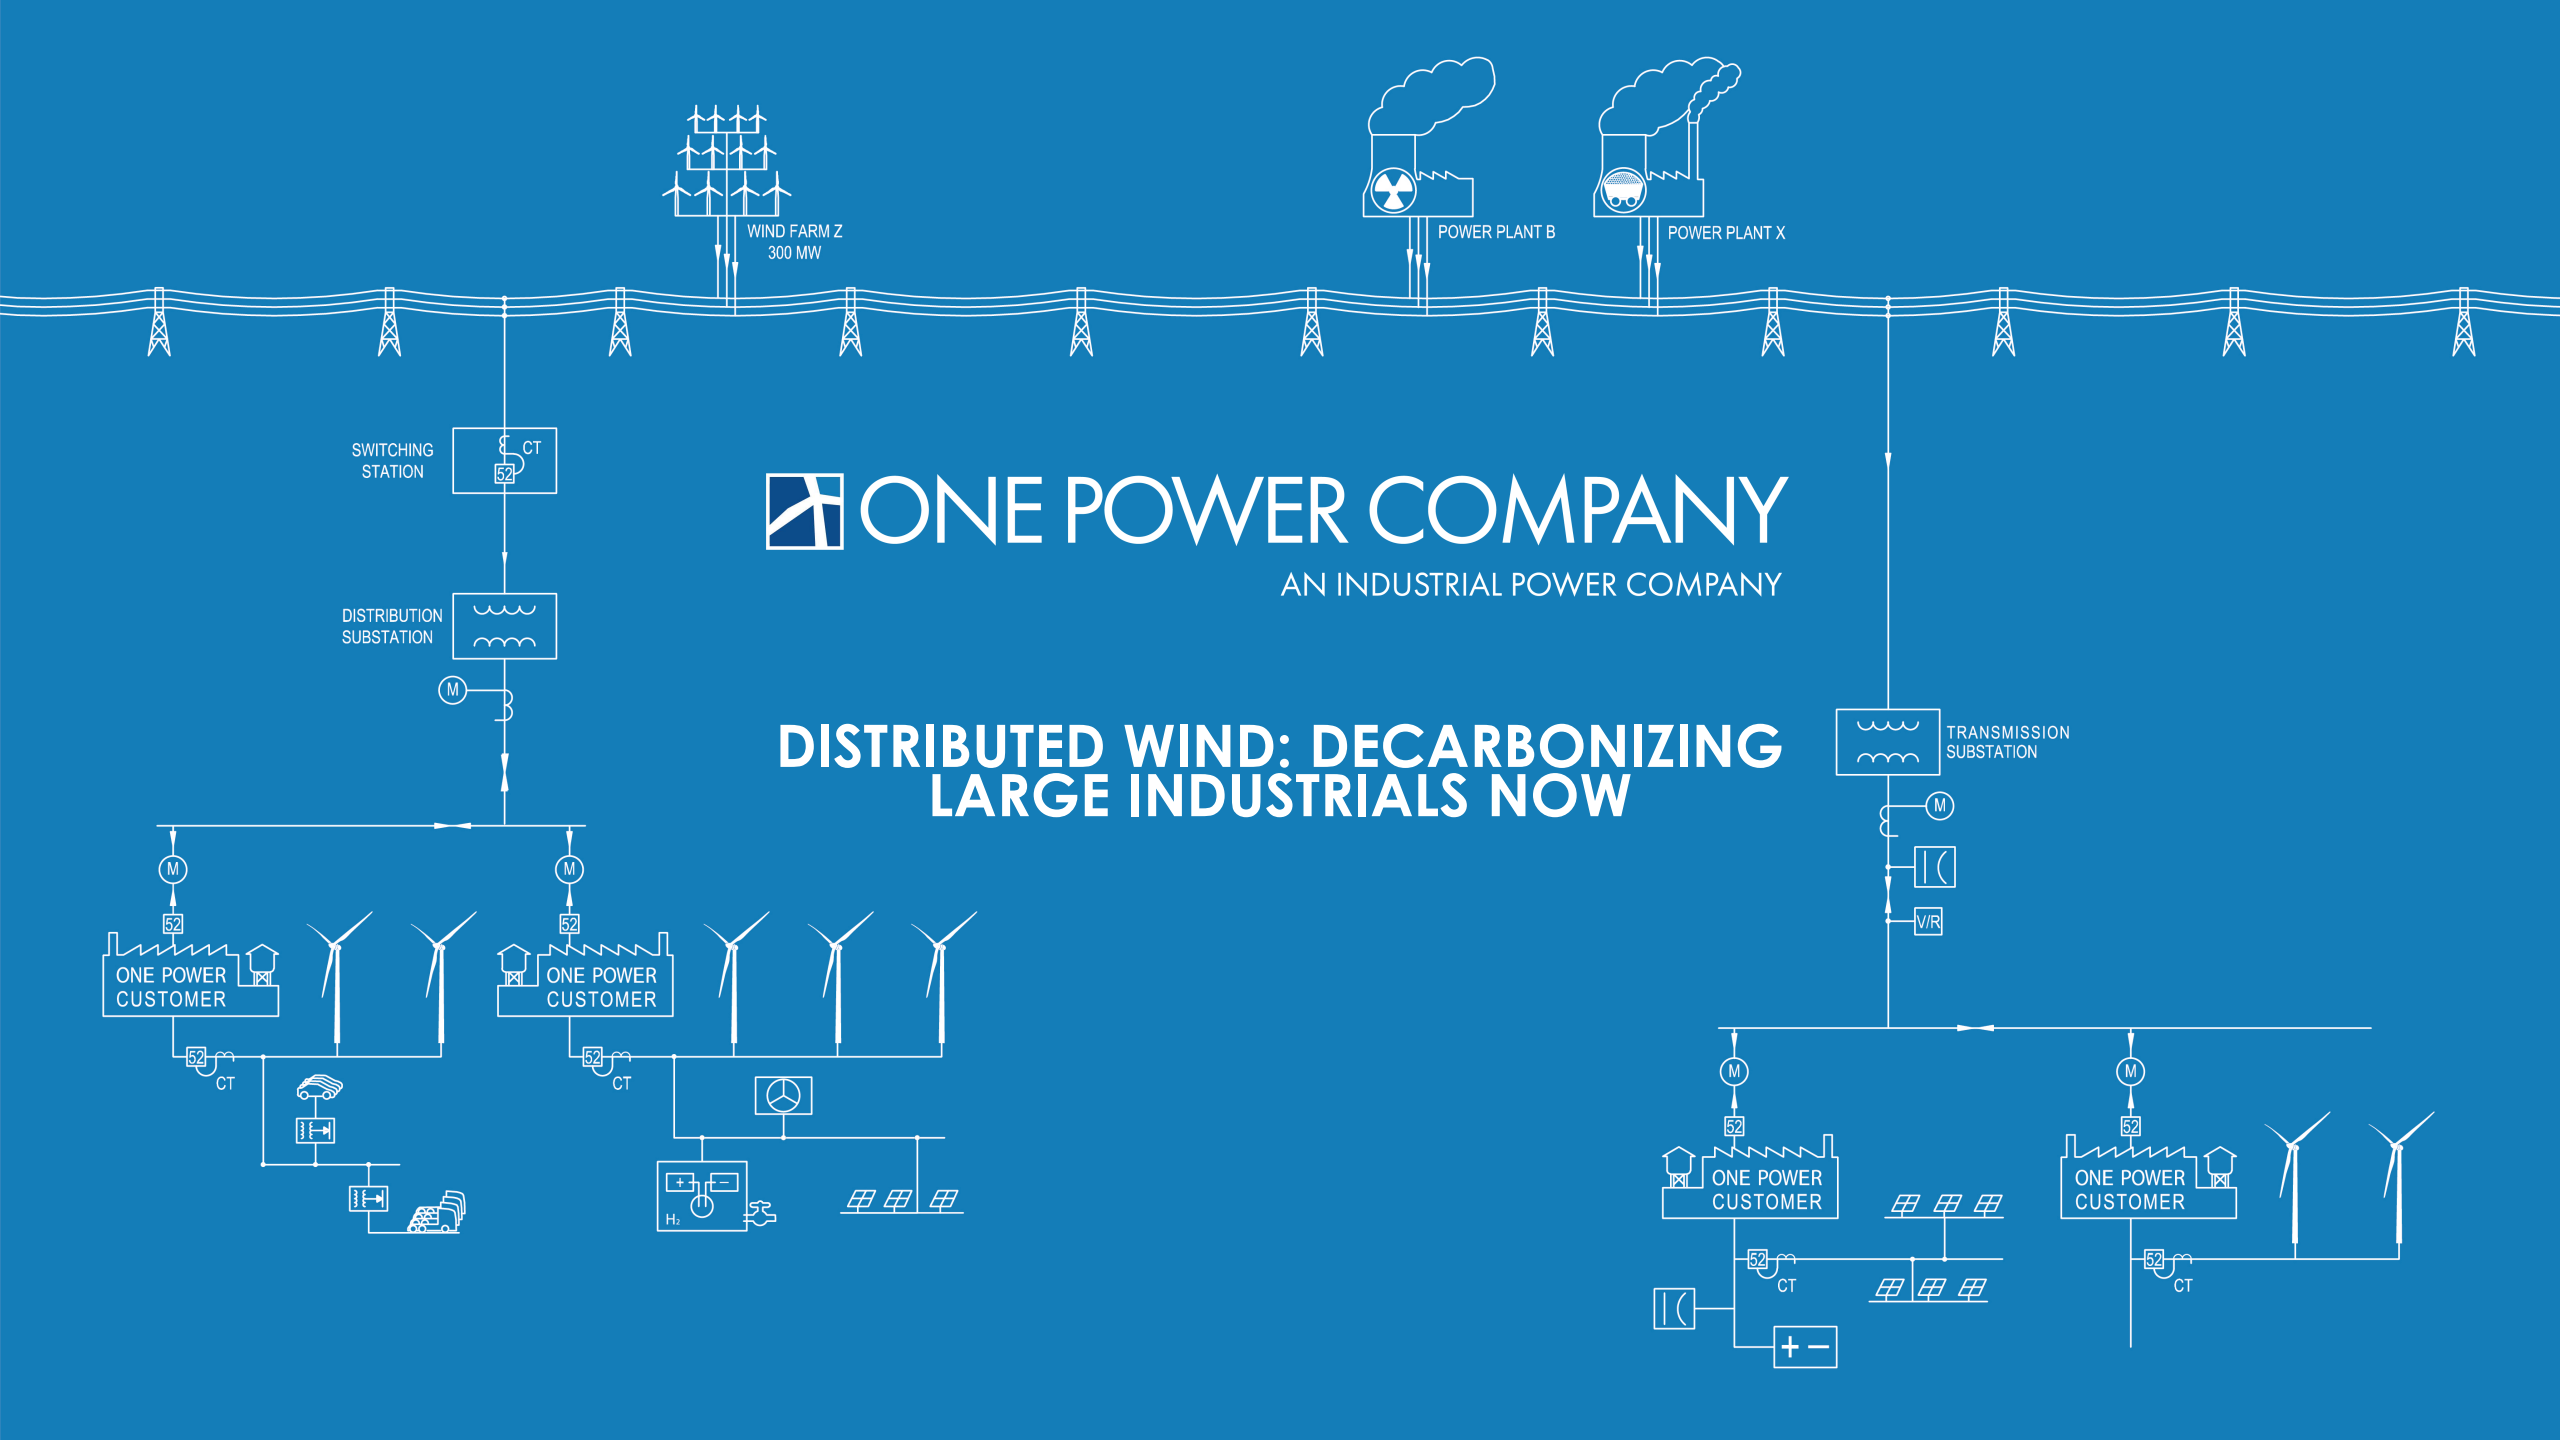 WIND FARM Z
300 MW
POWER PLANT B
POWER PLANT X
SWITCHING
STATION
CT
52
ONE POWER COMPANY
AN INDUSTRIAL POWER COMPANY
DISTRIBUTION
SUBSTATION
M
DISTRIBUTED WIND: DECARBONIZING
LARGE INDUSTRIALS NOW
TRANSMISSION
SUBSTATION
M
V/R
M
52
ONE POWER
CUSTOMER
52
CT
M
52
ONE POWER
CUSTOMER
52
CT
+ −
H₂
M
52
ONE POWER
CUSTOMER
52
CT
+ −
M
52
ONE POWER
CUSTOMER
52
CT